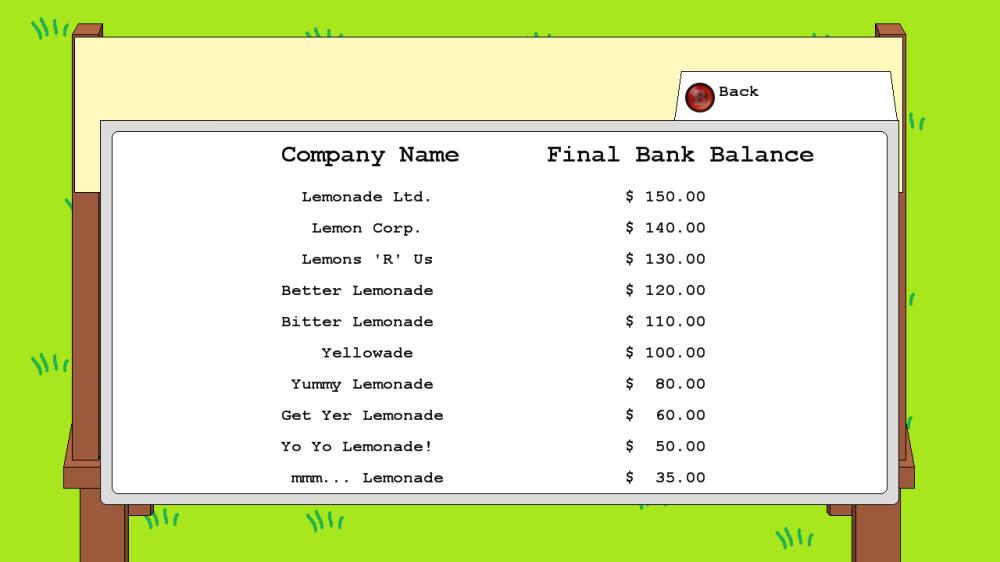 Back
Company Name Final Bank Balance
Lemonade Ltd. $ 150.00
Lemon Corp. $ 140.00
Lemons 'R' Us $ 130.00
Better Lemonade $ 120.00
Bitter Lemonade $ 110.00
Yellowade $ 100.00
Yummy Lemonade $ 80.00
Get Yer Lemonade $ 60.00
Yo Yo Lemonade! $ 50.00
mmm... Lemonade $ 35.00